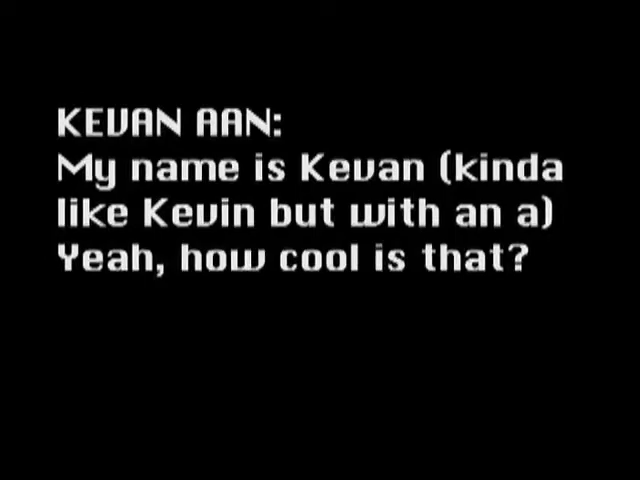 KEVAN AAN:
My name is Kevan (kinda
like Kevin but with an a)
Yeah, how cool is that?